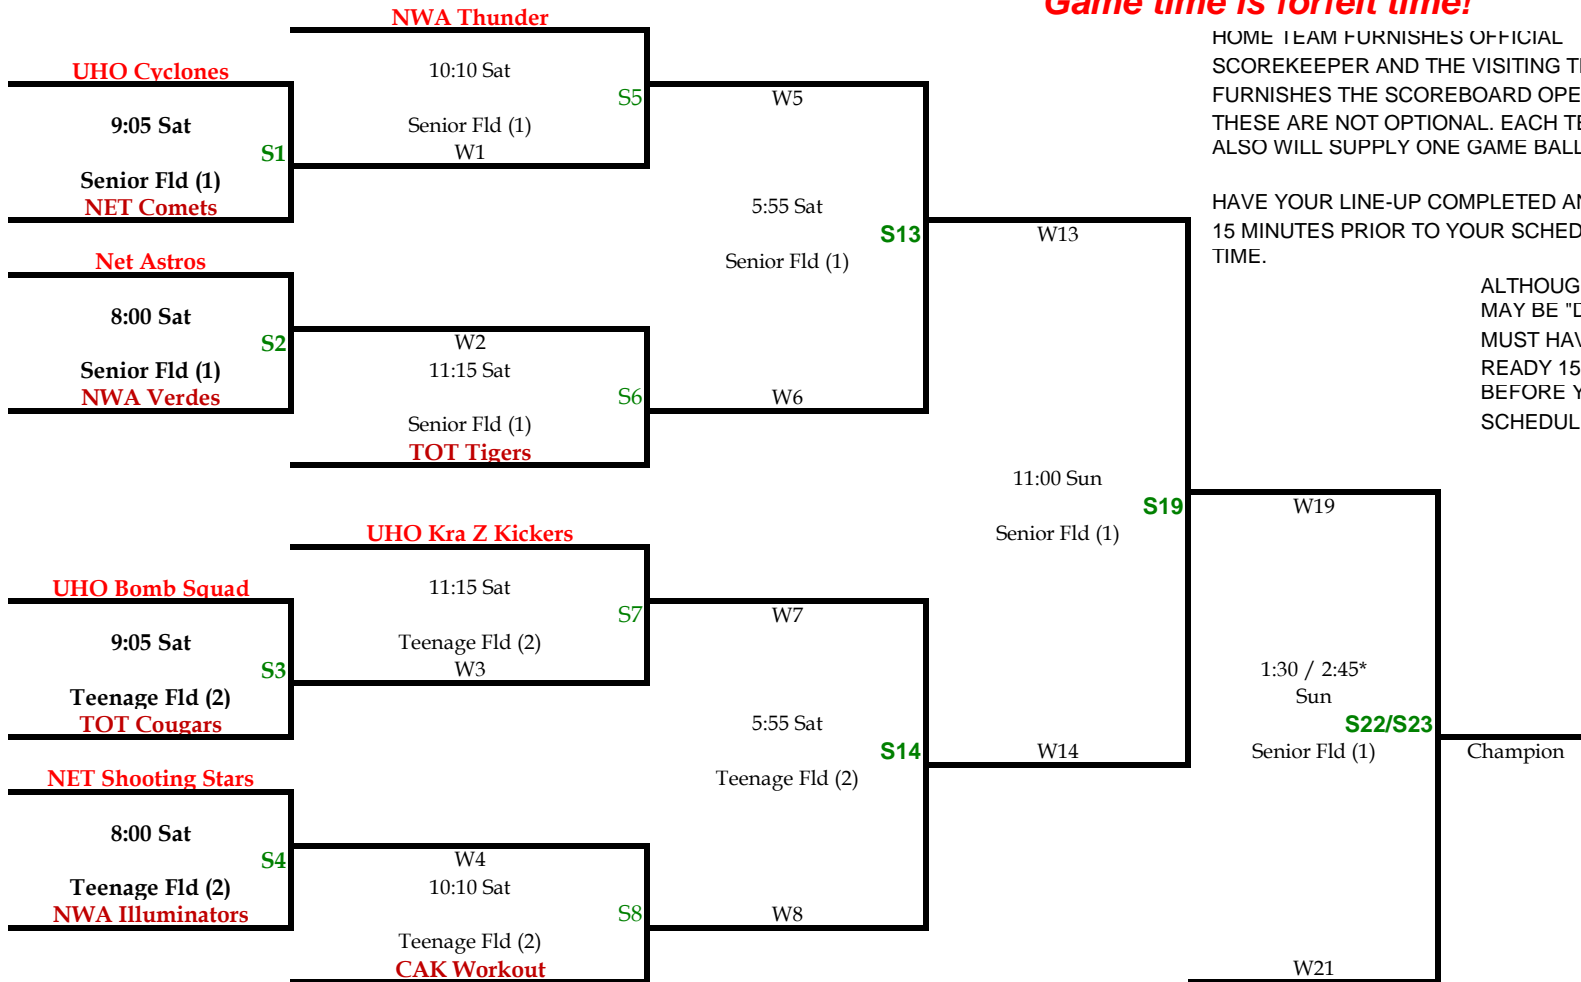 Game time is forfeit time!
NWA Thunder
HOME TEAM FURNISHES OFFICIAL
SCOREKEEPER AND THE VISITING
FURNISHES THE SCOREBOARD
THESE ARE NOT OPTIONAL. EACH
ALSO WILL SUPPLY ONE GAME BALL
HAVE YOUR LINE-UP COMPLETED
15 MINUTES PRIOR TO YOUR
TIME.
MAY BE
MUST
READY 15
BEFORE
UHO Cyclones
9:05 Sat
S1
Senior Fld (1)
NET Comets
10:10 Sat
S5
Senior Fld (1)
W1
W5
Net Astros
8:00 Sat
S2
Senior Fld (1)
NWA Verdes
W2
11:15 Sat
S6
Senior Fld (1)
TOT Tigers
5:55 Sat
S13
Senior Fld (1)
W6
W13
UHO Kra Z Kickers
UHO Bomb Squad
9:05 Sat
S3
Teenage Fld (2)
TOT Cougars
11:15 Sat
S7
Teenage Fld (2)
W3
W7
NET Shooting Stars
8:00 Sat
S4
Teenage Fld (2)
NWA Illuminators
W4
10:10 Sat
S8
Teenage Fld (2)
CAK Workout
5:55 Sat
S14
Teenage Fld (2)
W8
W14
11:00 Sun
S19
Senior Fld (1)
W19
1:30 / 2:45*
Sun
S22/S23
Senior Fld (1)
Champion
W21